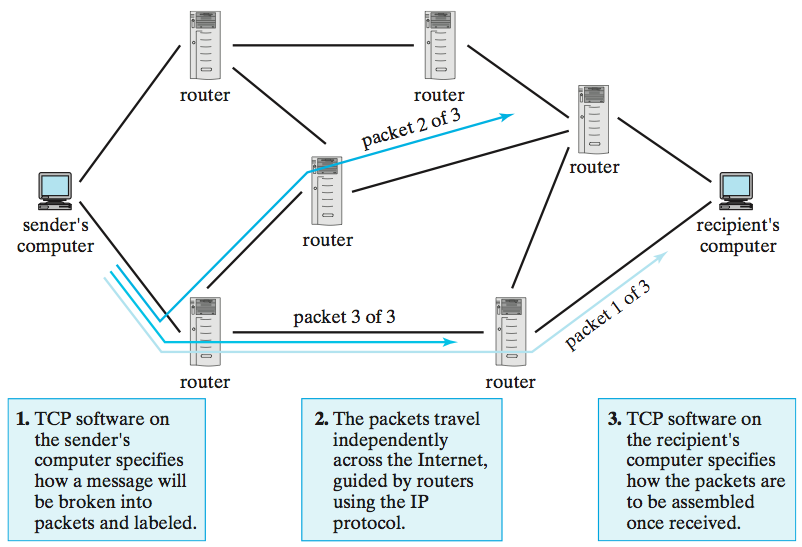 router
router
packet 2 of 3
router
sender's
computer
router
recipient's
computer
packet 3 of 3
packet 1 of 3
router
router
1. TCP software on
the sender's
computer specifies
how a message will
be broken into
packets and labeled.
2. The packets travel
independently
across the Internet,
guided by routers
using the IP
protocol.
3. TCP software on
the recipient's
computer specifies
how the packets are
to be assembled
once received.